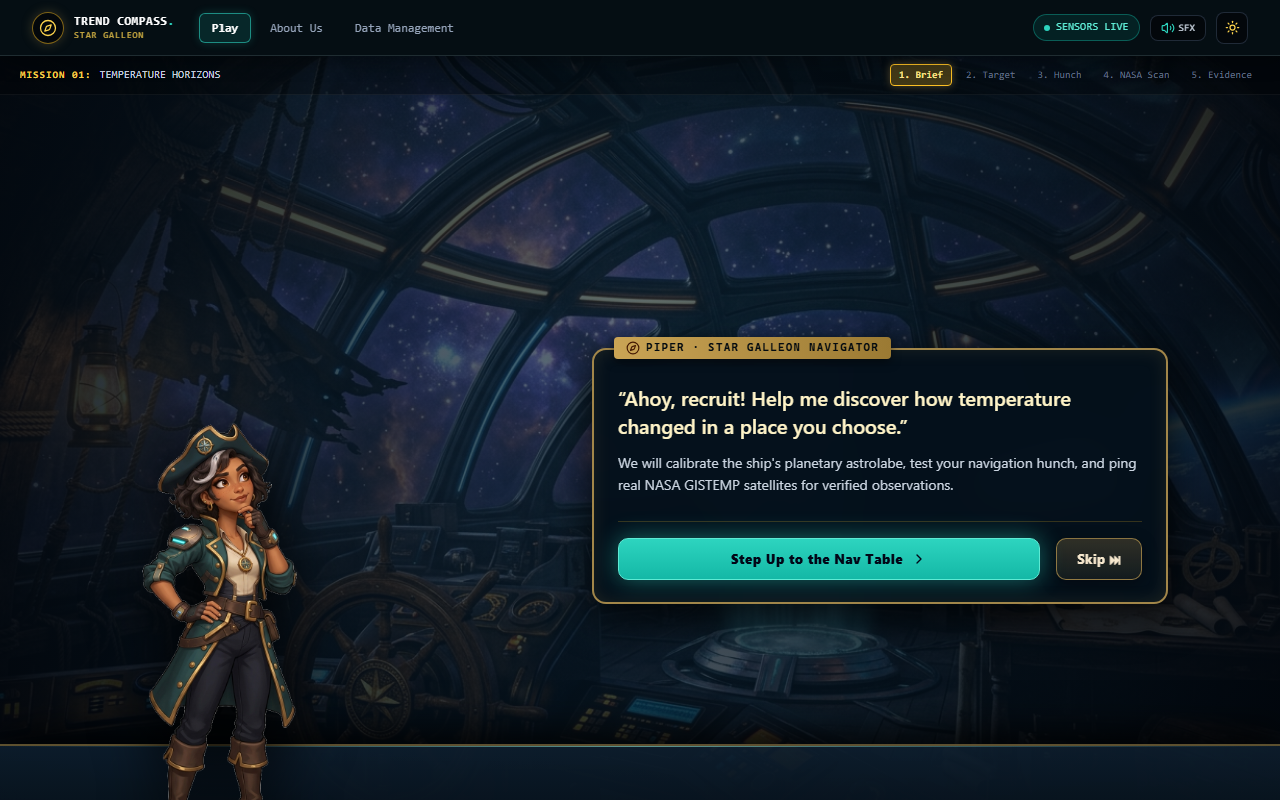 TREND COMPASS.
STAR GALLEON
Play
About Us
Data Management
SENSORS LIVE
SFX
MISSION 01: TEMPERATURE HORIZONS
1. Brief
2. Target
3. Hunch
4. NASA Scan
5. Evidence
PIPER · STAR GALLEON NAVIGATOR
“Ahoy, recruit! Help me discover how temperature
changed in a place you choose.”
We will calibrate the ship's planetary astrolabe, test your navigation hunch, and ping
real NASA GISTEMP satellites for verified observations.
Step Up to the Nav Table
Skip ⏭